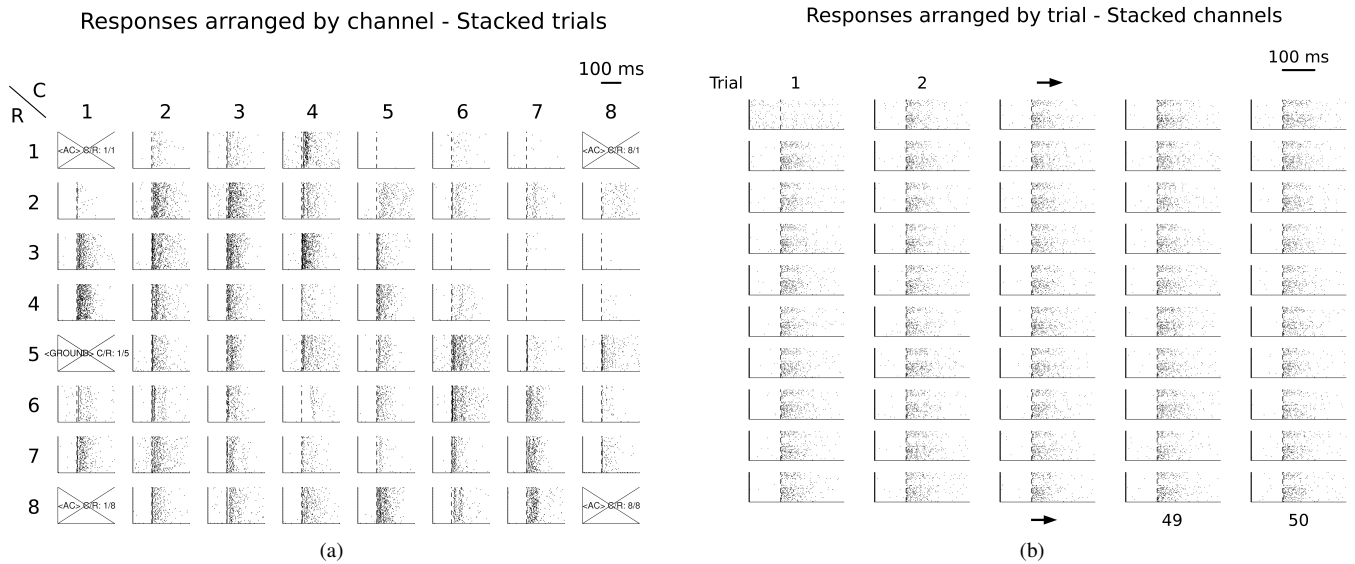 Responses arranged by channel - Stacked trials
100 ms
C
R
1 2 3 4 5 6 7 8
1
<AC> C/R: 1/1
<AC> C/R: 8/1
2
3
4
5
<GROUND> C/R: 1/5
6
7
8
<AC> C/R: 1/8
<AC> C/R: 8/8
(a)
Responses arranged by trial - Stacked channels
100 ms
Trial 1 2
49 50
(b)